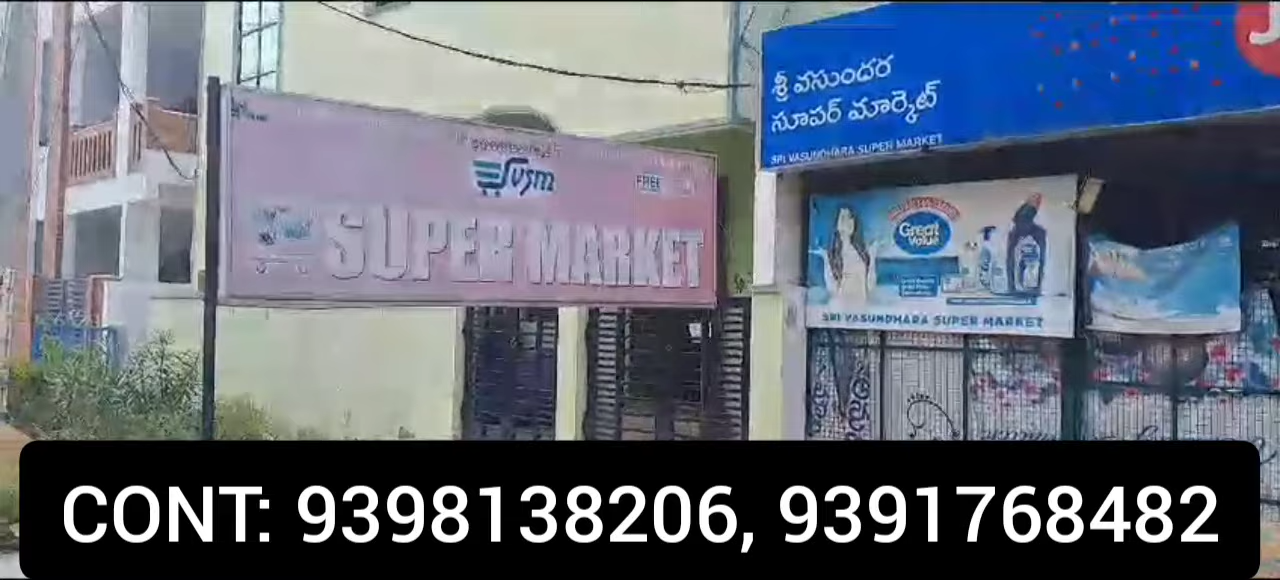 SVSM
FREE
SUPER MARKET
శ్రీ వసుంధర
సూపర్ మార్కెట్
SRI VASUNDHARA SUPER MARKET
Great
Value
SRI VASUNDHARA SUPER MARKET
CONT: 9398138206, 9391768482